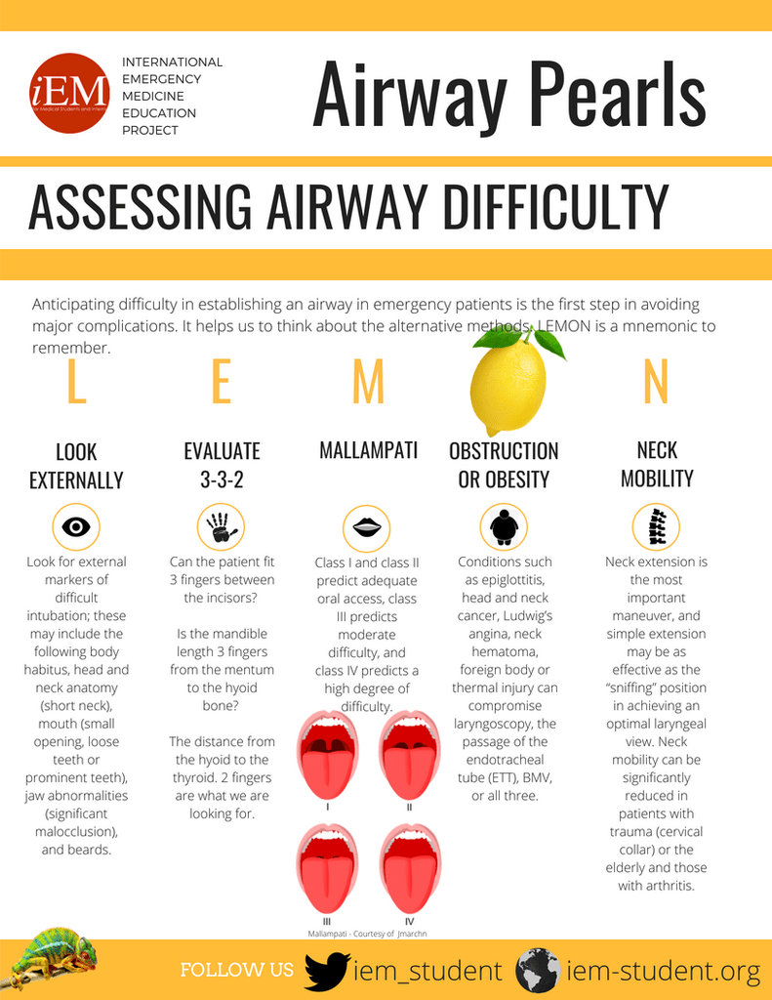 iEM
for Medical Students and Interns
INTERNATIONAL
EMERGENCY
MEDICINE
EDUCATION
PROJECT
Airway Pearls
ASSESSING AIRWAY DIFFICULTY
Anticipating difficulty in establishing an airway in emergency patients is the first step in avoiding
major complications. It helps us to think about the alternative methods. LEMON is a mnemonic to
remember.
L
E
M
N
LOOK
EXTERNALLY
Look for external
markers of
difficult
intubation; these
may include the
following body
habitus, head and
neck anatomy
(short neck),
mouth (small
opening, loose
teeth or
prominent teeth),
jaw abnormalities
(significant
malocclusion),
and beards.
EVALUATE
3-3-2
Can the patient fit
3 fingers between
the incisors?
Is the mandible
length 3 fingers
from the mentum
to the hyoid
bone?
The distance from
the hyoid to the
thyroid. 2 fingers
are what we are
looking for.
MALLAMPATI
Class I and class II
predict adequate
oral access, class
III predicts
moderate
difficulty, and
class IV predicts a
high degree of
difficulty.
I
II
III
IV
Mallampati - Courtesy of Jmarchn
OBSTRUCTION
OR OBESITY
Conditions such
as epiglottitis,
head and neck
cancer, Ludwig's
angina, neck
hematoma,
foreign body or
thermal injury can
compromise
laryngoscopy, the
passage of the
endotracheal
tube (ETT), BMV,
or all three.
NECK
MOBILITY
Neck extension is
the most
important
maneuver, and
simple extension
may be as
effective as the
“sniffing” position
in achieving an
optimal laryngeal
view. Neck
mobility can be
significantly
reduced in
patients with
trauma (cervical
collar) or the
elderly and those
with arthritis.
FOLLOW US
iem_student
iem-student.org